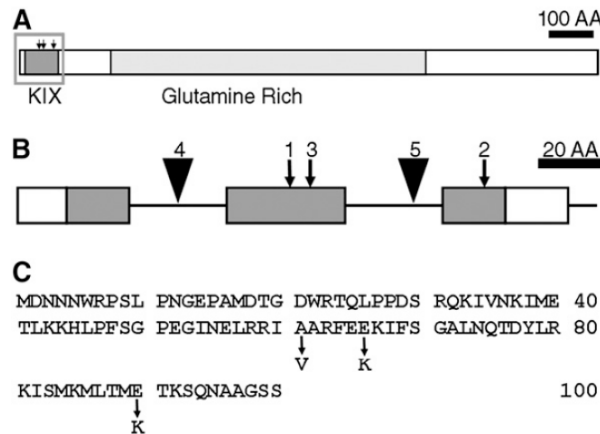 A
100 AA
KIX
Glutamine Rich
B
4 1 3 5 2 20 AA
C
MDNNNWRPSL PNGEPAMDTG DWRTQLPPDS RQKIVNKIME 40
TLKKHLPFSG PEGINELRRI AARFEEKIFS GALNQTDYLR 80
V K
KISMKMLTME TKSQNAAGSS 100
K